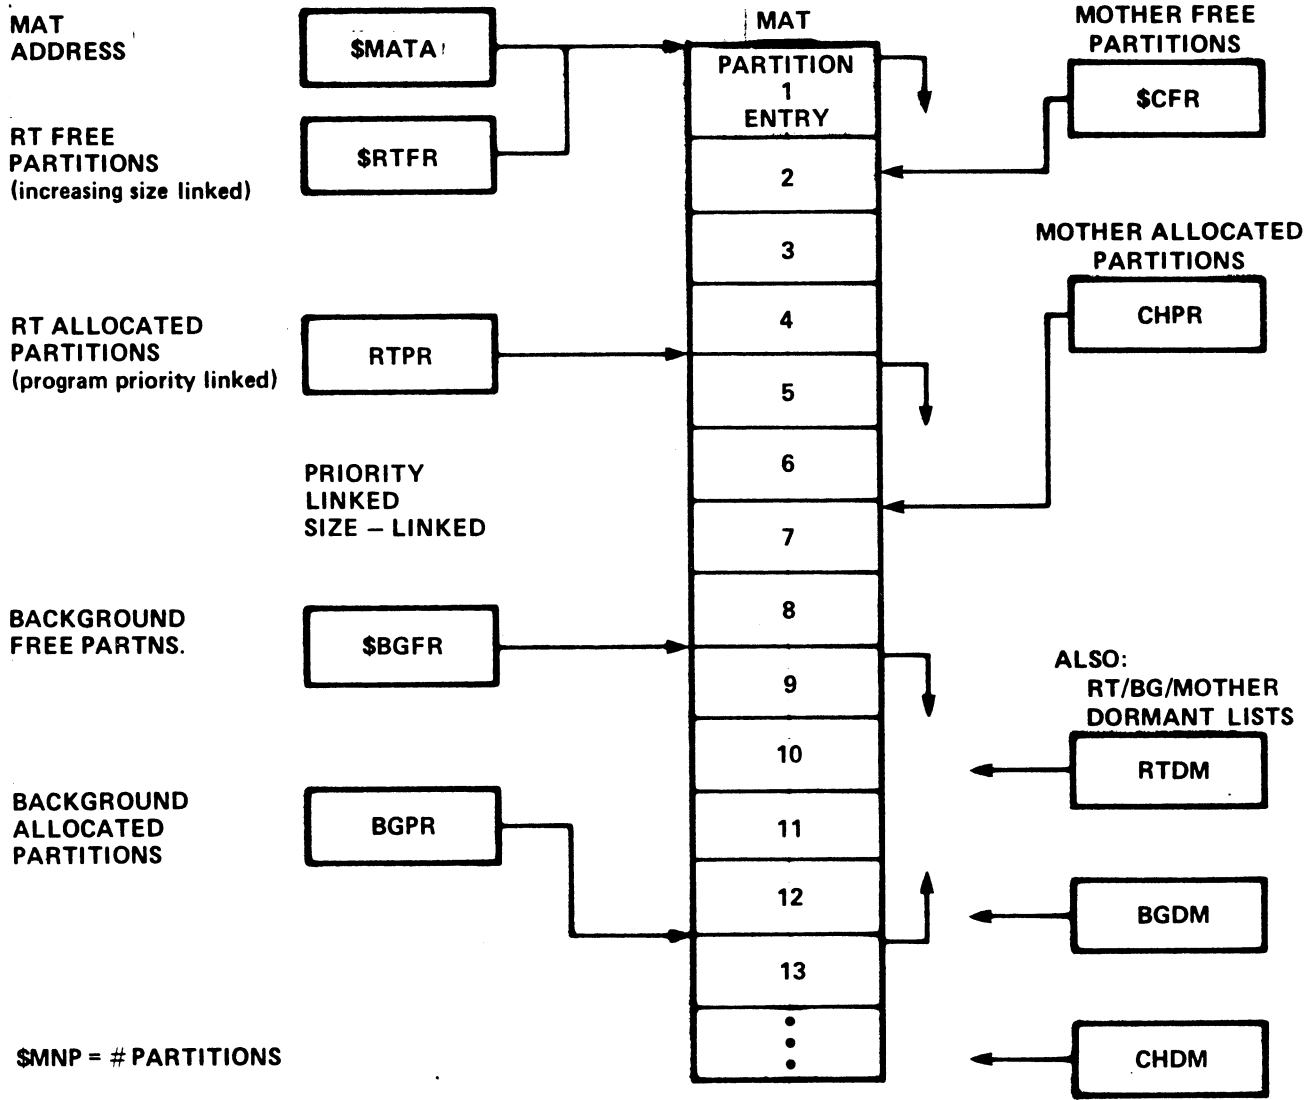 MAT
ADDRESS
$MATA
RT FREE
PARTITIONS
(increasing size linked)
$RTFR
RT ALLOCATED
PARTITIONS
(program priority linked)
RTPR
PRIORITY
LINKED
SIZE – LINKED
BACKGROUND
FREE PARTNS.
$BGFR
BACKGROUND
ALLOCATED
PARTITIONS
BGPR
$MNP = # PARTITIONS
MAT
PARTITION
1
ENTRY
2
3
4
5
6
7
8
9
10
11
12
13
MOTHER FREE
PARTITIONS
$CFR
MOTHER ALLOCATED
PARTITIONS
CHPR
ALSO:
RT/BG/MOTHER
DORMANT LISTS
RTDM
BGDM
CHDM